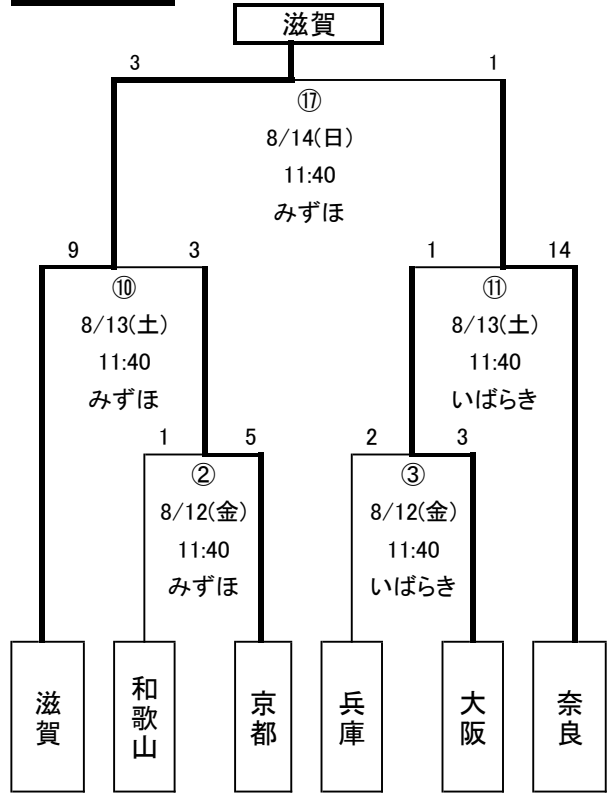 滋賀
3 1
⑰
8/14(日)
11:40
みずほ
9 3 1 14
⑩ ⑪
8/13(土) 8/13(土)
11:40 11:40
みずほ いばらき
1 5 2 3
② ③
8/12(金) 8/12(金)
11:40 11:40
みずほ いばらき
滋賀 和歌山 京都 兵庫 大阪 奈良